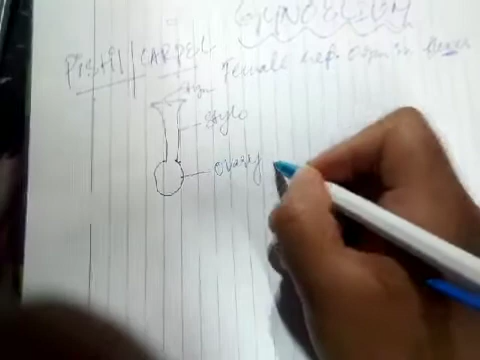 GYNOECIUM
PISTIL | CARPEL
Female rep. organ in flower
style
ovary